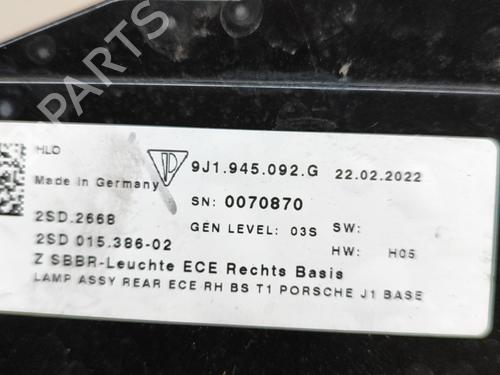 PARTS
HLO
9J1.945.092.G 22.02.2022
Made in Germany
SN: 0070870
2SD.2668
GEN LEVEL: 03S SW:
2SD 015.386-02
HW: H05
Z SBBR-Leuchte ECE Rechts Basis
LAMP ASSY REAR ECE RH BS T1 PORSCHE J1 BASE